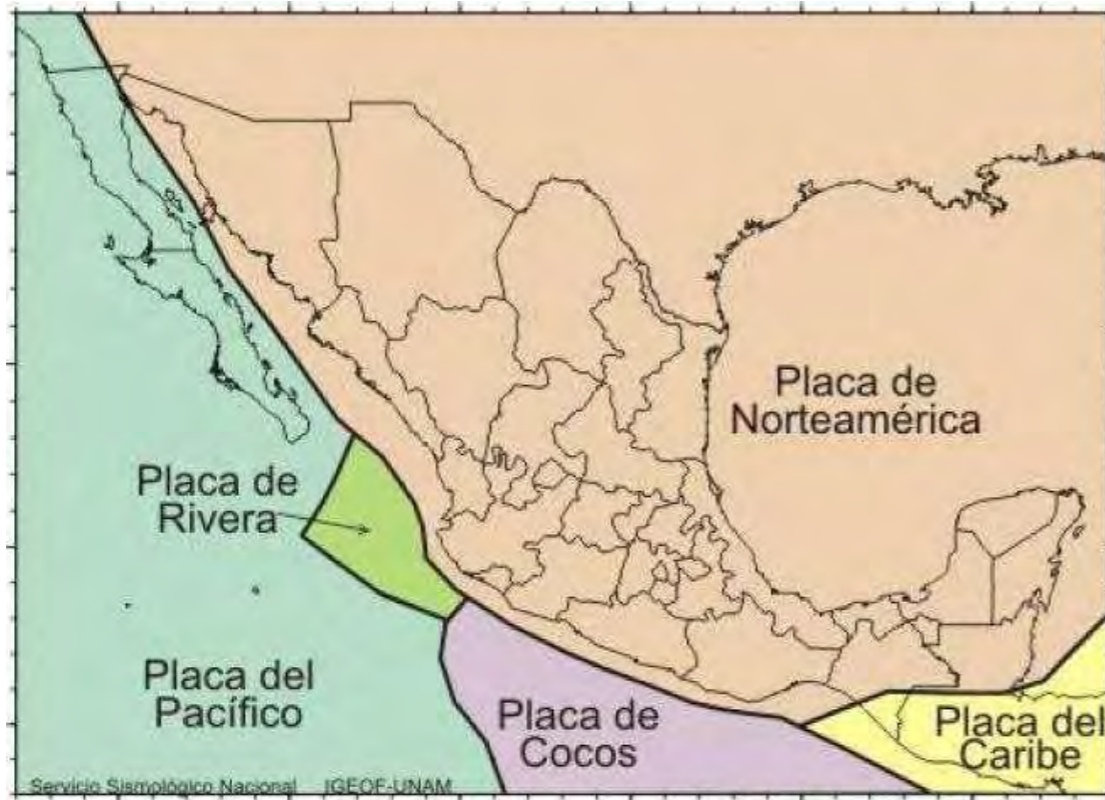 Placa de
Norteamérica
Placa de
Rivera
Placa del
Pacífico
Placa de
Cocos
Placa del
Caribe
Servicio Sismológico Nacional IGEOF-UNAM